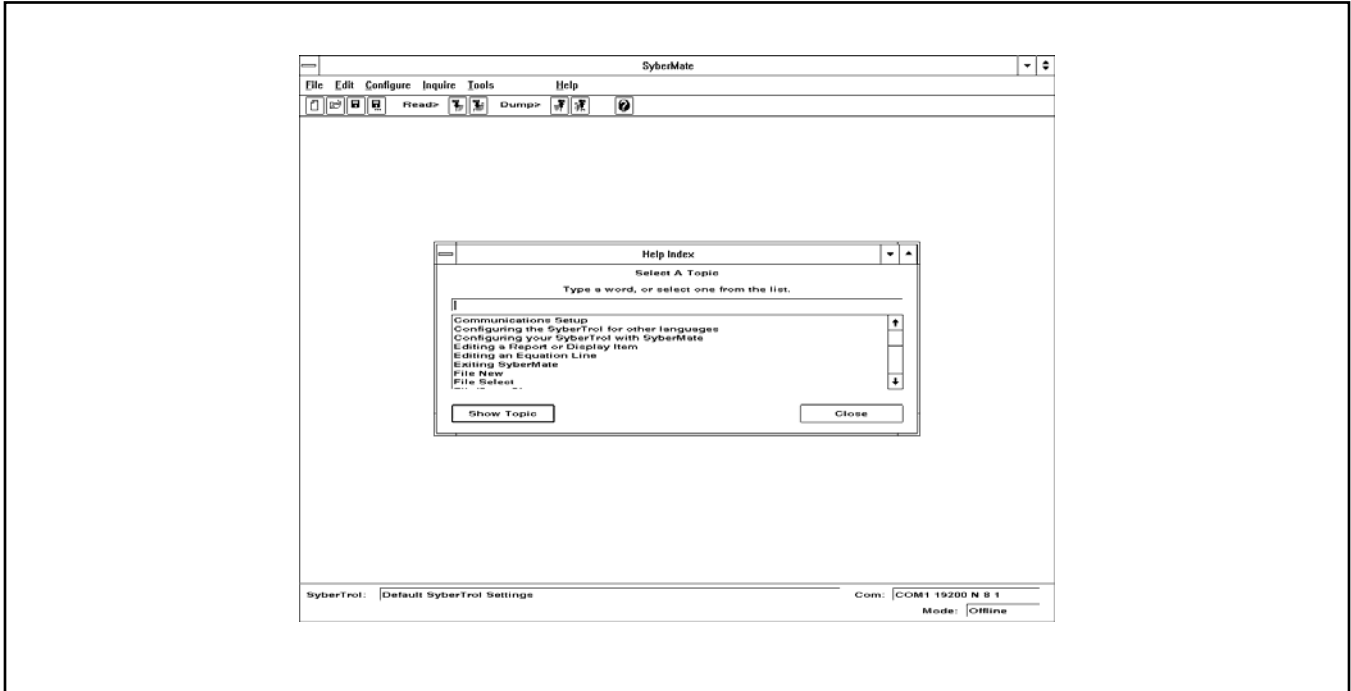 SyberMate
File Edit Configure Inquire Tools Help
Read> Dump>
Help Index
Select A Topic
Type a word, or select one from the list.
Communications Setup
Configuring the SyberTrol for other languages
Configuring your SyberTrol with SyberMate
Editing a Report or Display Item
Editing an Equation Line
Exiting SyberMate
File New
File Select
Show Topic Close
SyberTrol: Default SyberTrol Settings Com: COM1 19200 N 8 1
Mode: Offline